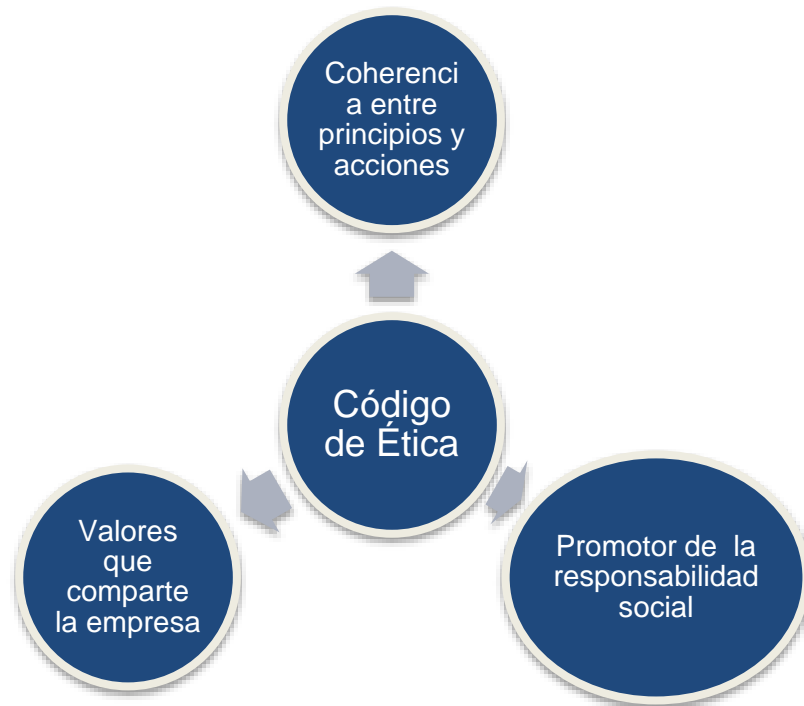 Coherenci
a entre
principios y
acciones
Código
de Ética
Valores
que
comparte
la empresa
Promotor de la
responsabilidad
social